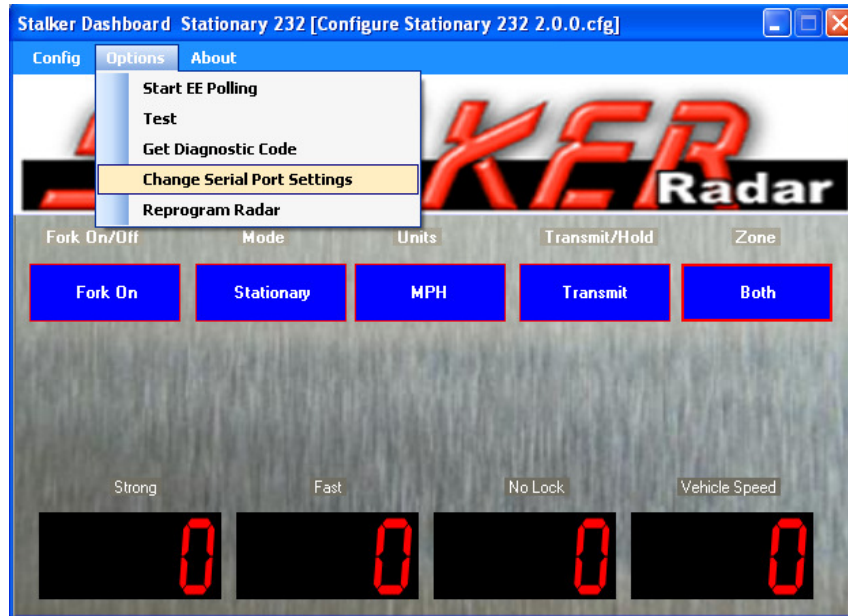 Stalker Dashboard Stationary 232 [Configure Stationary 232 2.0.0.cfg]
Config Options About
Start EE Polling
Test
Get Diagnostic Code
Change Serial Port Settings
Reprogram Radar
Radar
Fork On/Off Mode Units Transmit/Hold Zone
Fork On Stationary MPH Transmit Both
Strong Fast No Lock Vehicle Speed
0 0 0 0